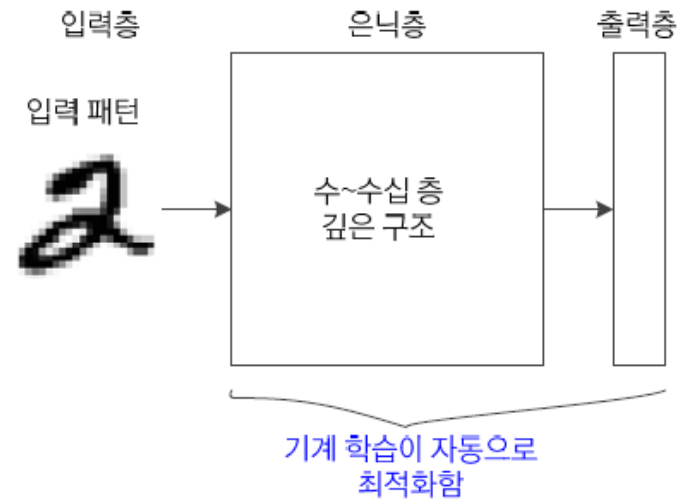 입력층
은닉층
출력층
입력 패턴
수~수십 층
깊은 구조
기계 학습이 자동으로
최적화함